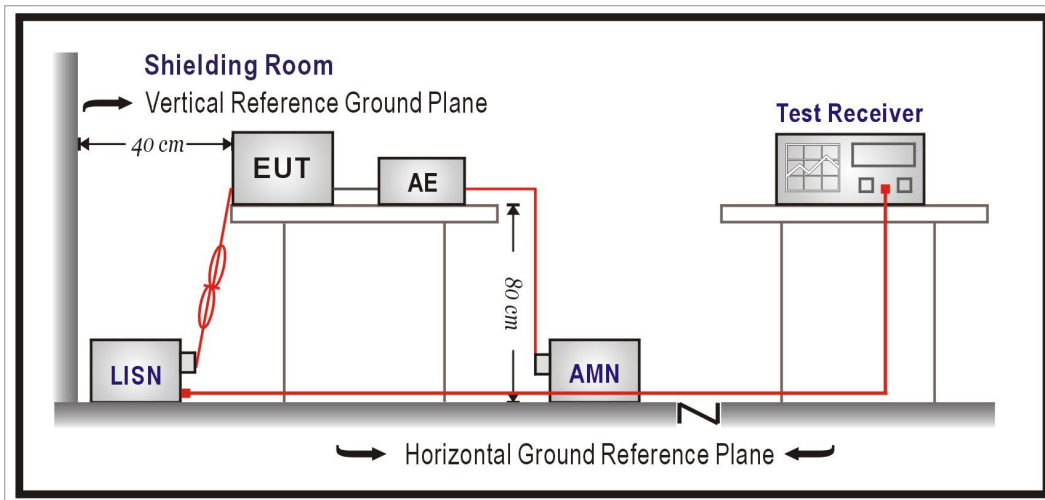 Shielding Room
Vertical Reference Ground Plane
Test Receiver
40 cm
EUT
AE
80 cm
LISN
AMN
Horizontal Ground Reference Plane